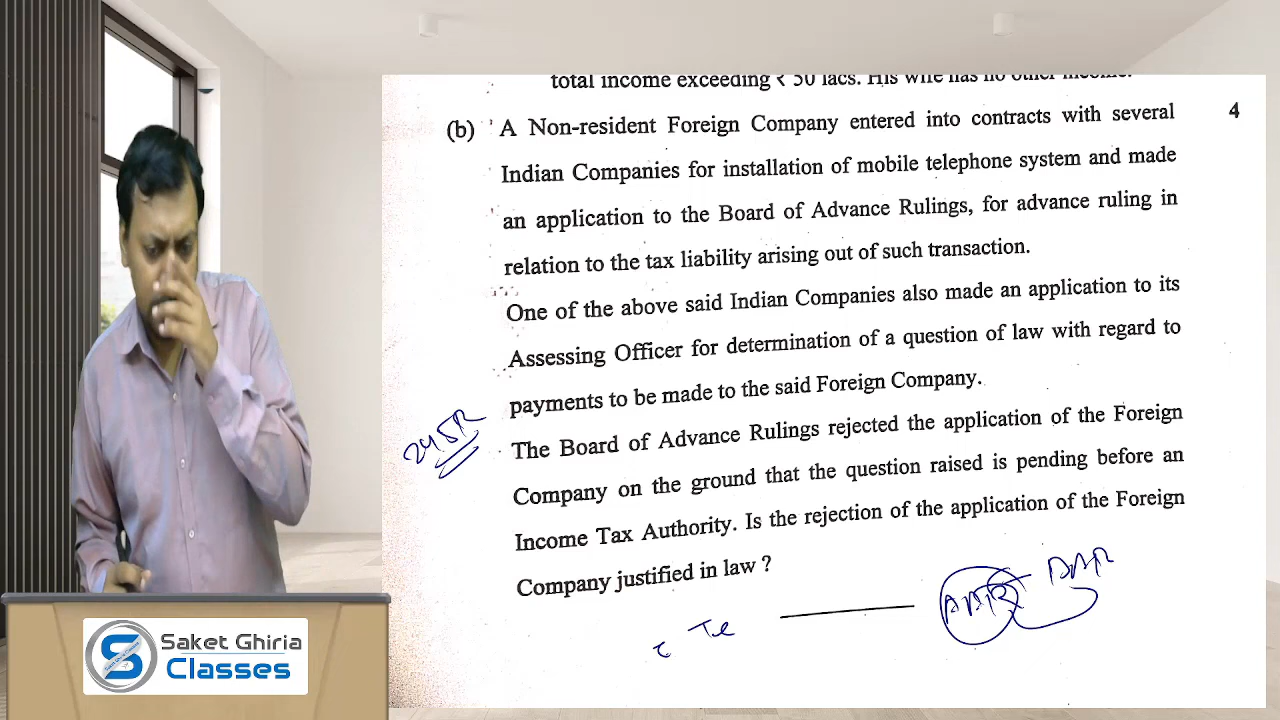 total income exceeding ₹ 50 lacs. His wife has no other income.
(b) A Non-resident Foreign Company entered into contracts with several 4
Indian Companies for installation of mobile telephone system and made
an application to the Board of Advance Rulings, for advance ruling in
relation to the tax liability arising out of such transaction.
One of the above said Indian Companies also made an application to its
Assessing Officer for determination of a question of law with regard to
payments to be made to the said Foreign Company.
245R
The Board of Advance Rulings rejected the application of the Foreign
Company on the ground that the question raised is pending before an
Income Tax Authority. Is the rejection of the application of the Foreign
Company justified in law ?
Saket Ghiria
Classes